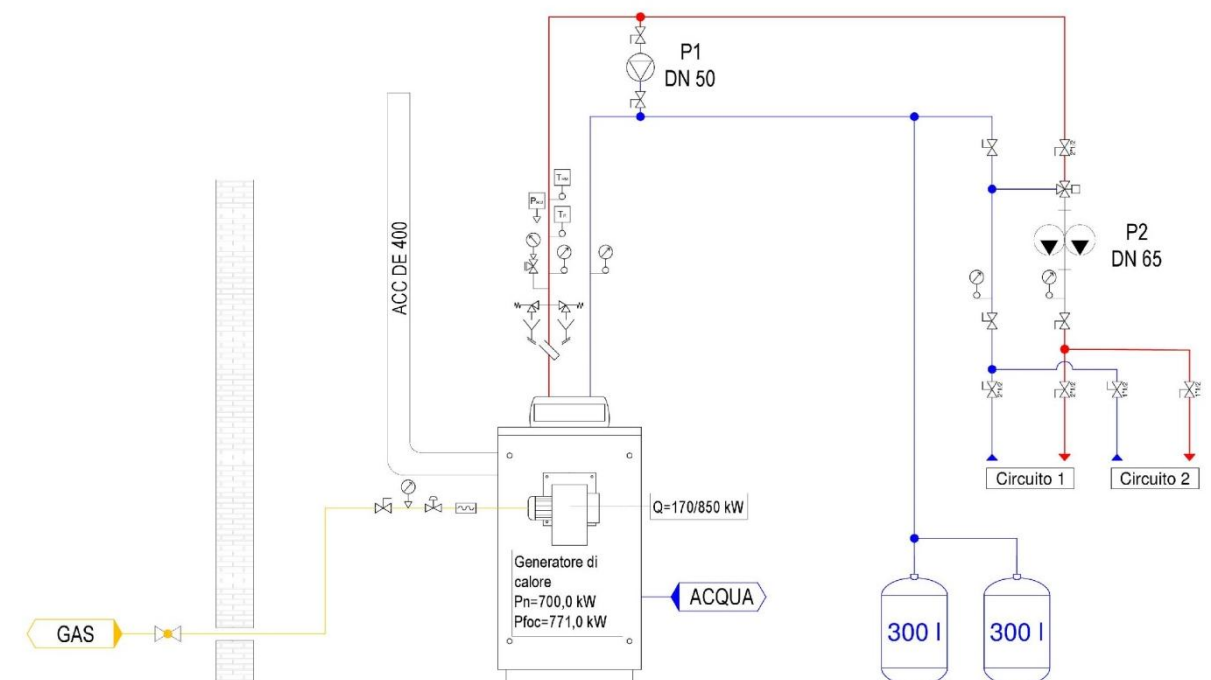 P1
DN 50
ACC DE 400
P2
DN 65
Circuito 1
Circuito 2
Q=170/850 kW
Generatore di
calore
Pn=700,0 kW
Pfoc=771,0 kW
ACQUA
GAS
300 l
300 l